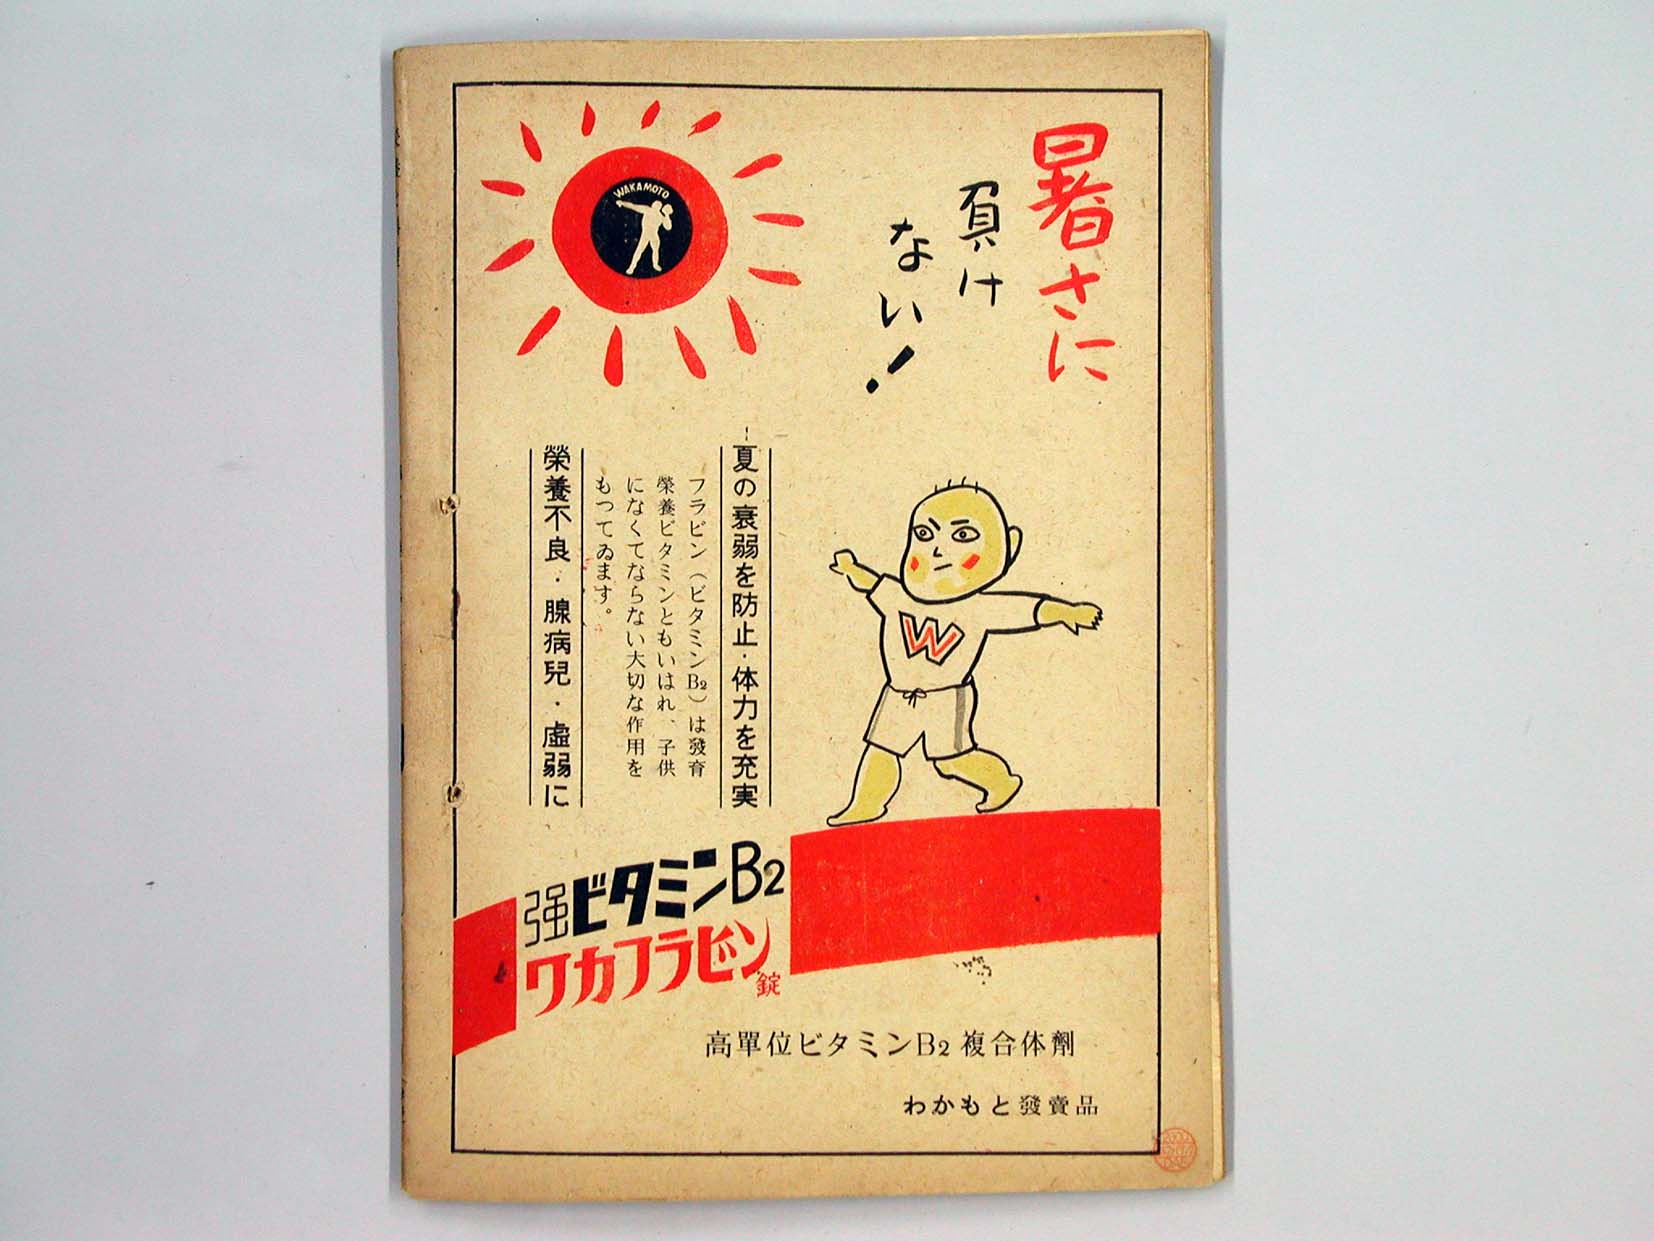 暑さに
負け
ない!
WAKAMOTO
夏の衰弱を防止・体力を充実
フラビン(ビタミンB2)は發育
榮養ビタミンともいはれ、子供
になくてならない大切な作用を
もつてゐます。
榮養不良・腺病兒・虛弱に
W
强ビタミンB2
ワカフラビン錠
高單位ビタミンB2複合体劑
わかもと發賣品